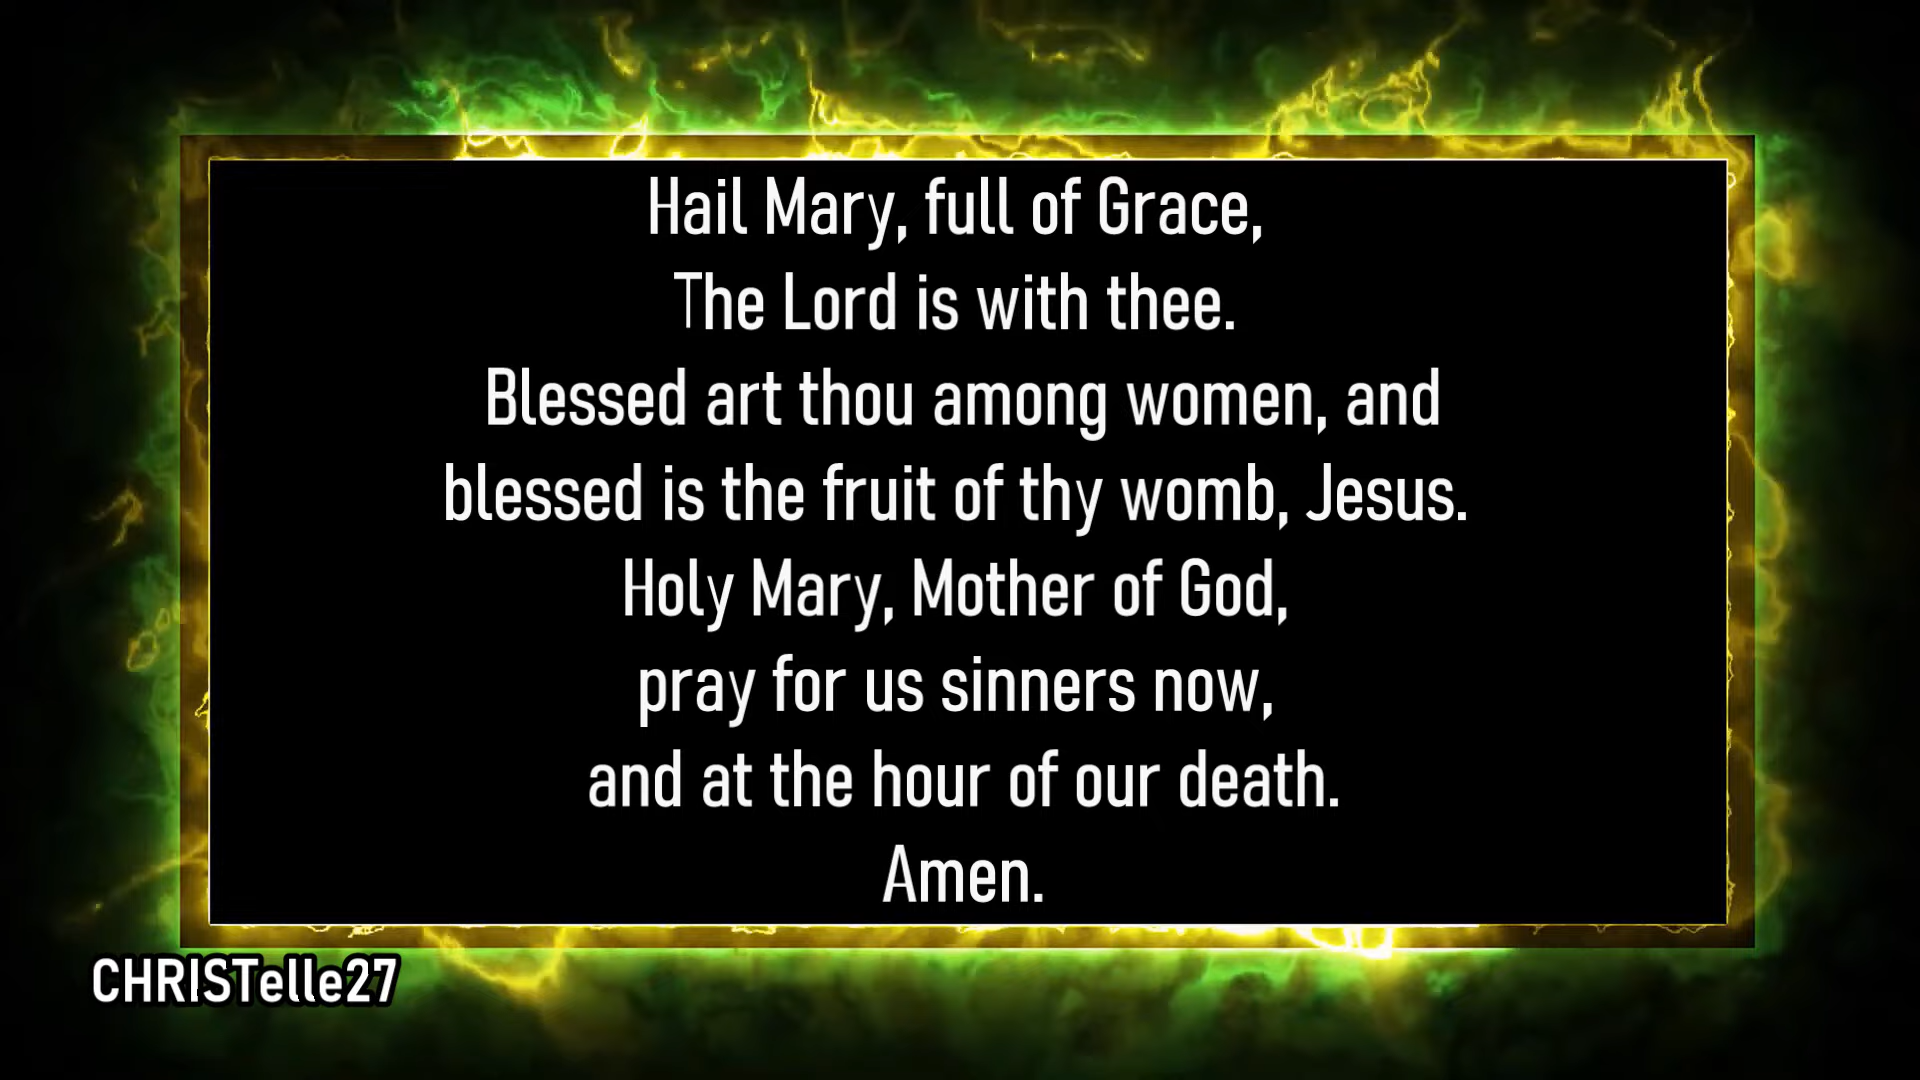 Hail Mary, full of Grace,
The Lord is with thee.
Blessed art thou among women, and
blessed is the fruit of thy womb, Jesus.
Holy Mary, Mother of God,
pray for us sinners now,
and at the hour of our death.
Amen.
CHRISTelle27